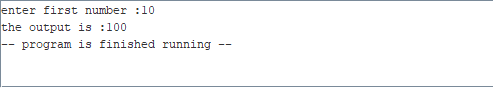 enter first number :10
the output is :100
-- program is finished running --